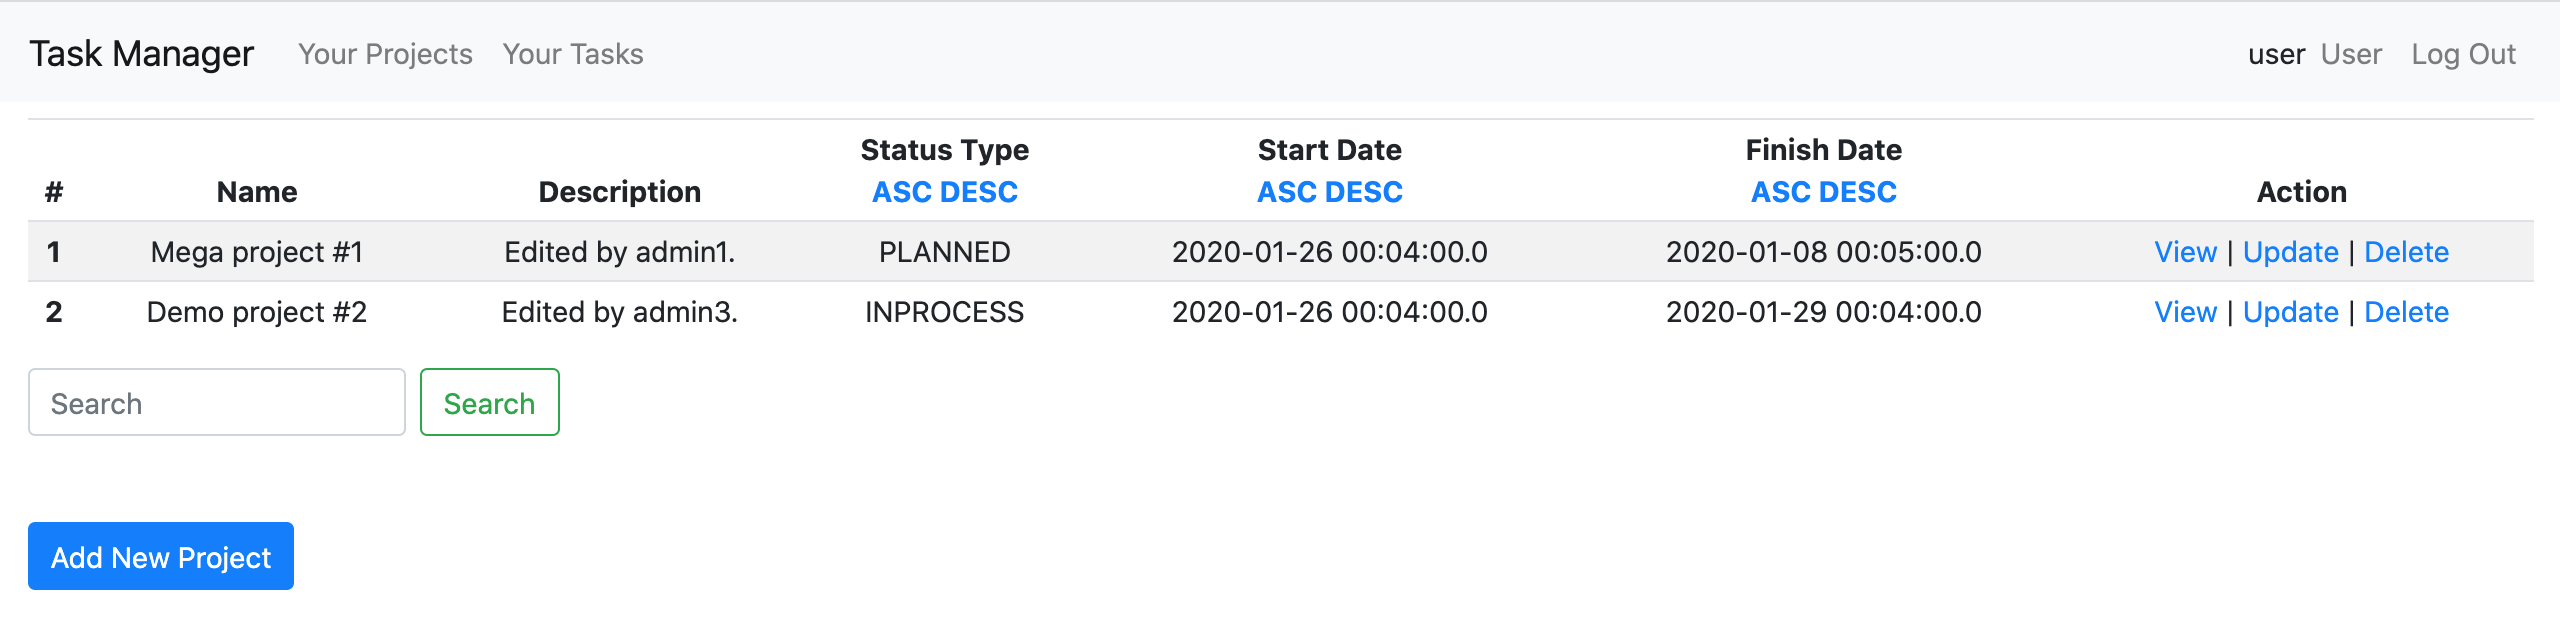 Task Manager Your Projects Your Tasks user User Log Out
# Name Description Status Type ASC DESC Start Date ASC DESC Finish Date ASC DESC Action
1 Mega project #1 Edited by admin1. PLANNED 2020-01-26 00:04:00.0 2020-01-08 00:05:00.0 View | Update | Delete
2 Demo project #2 Edited by admin3. INPROCESS 2020-01-26 00:04:00.0 2020-01-29 00:04:00.0 View | Update | Delete
Search Search
Add New Project